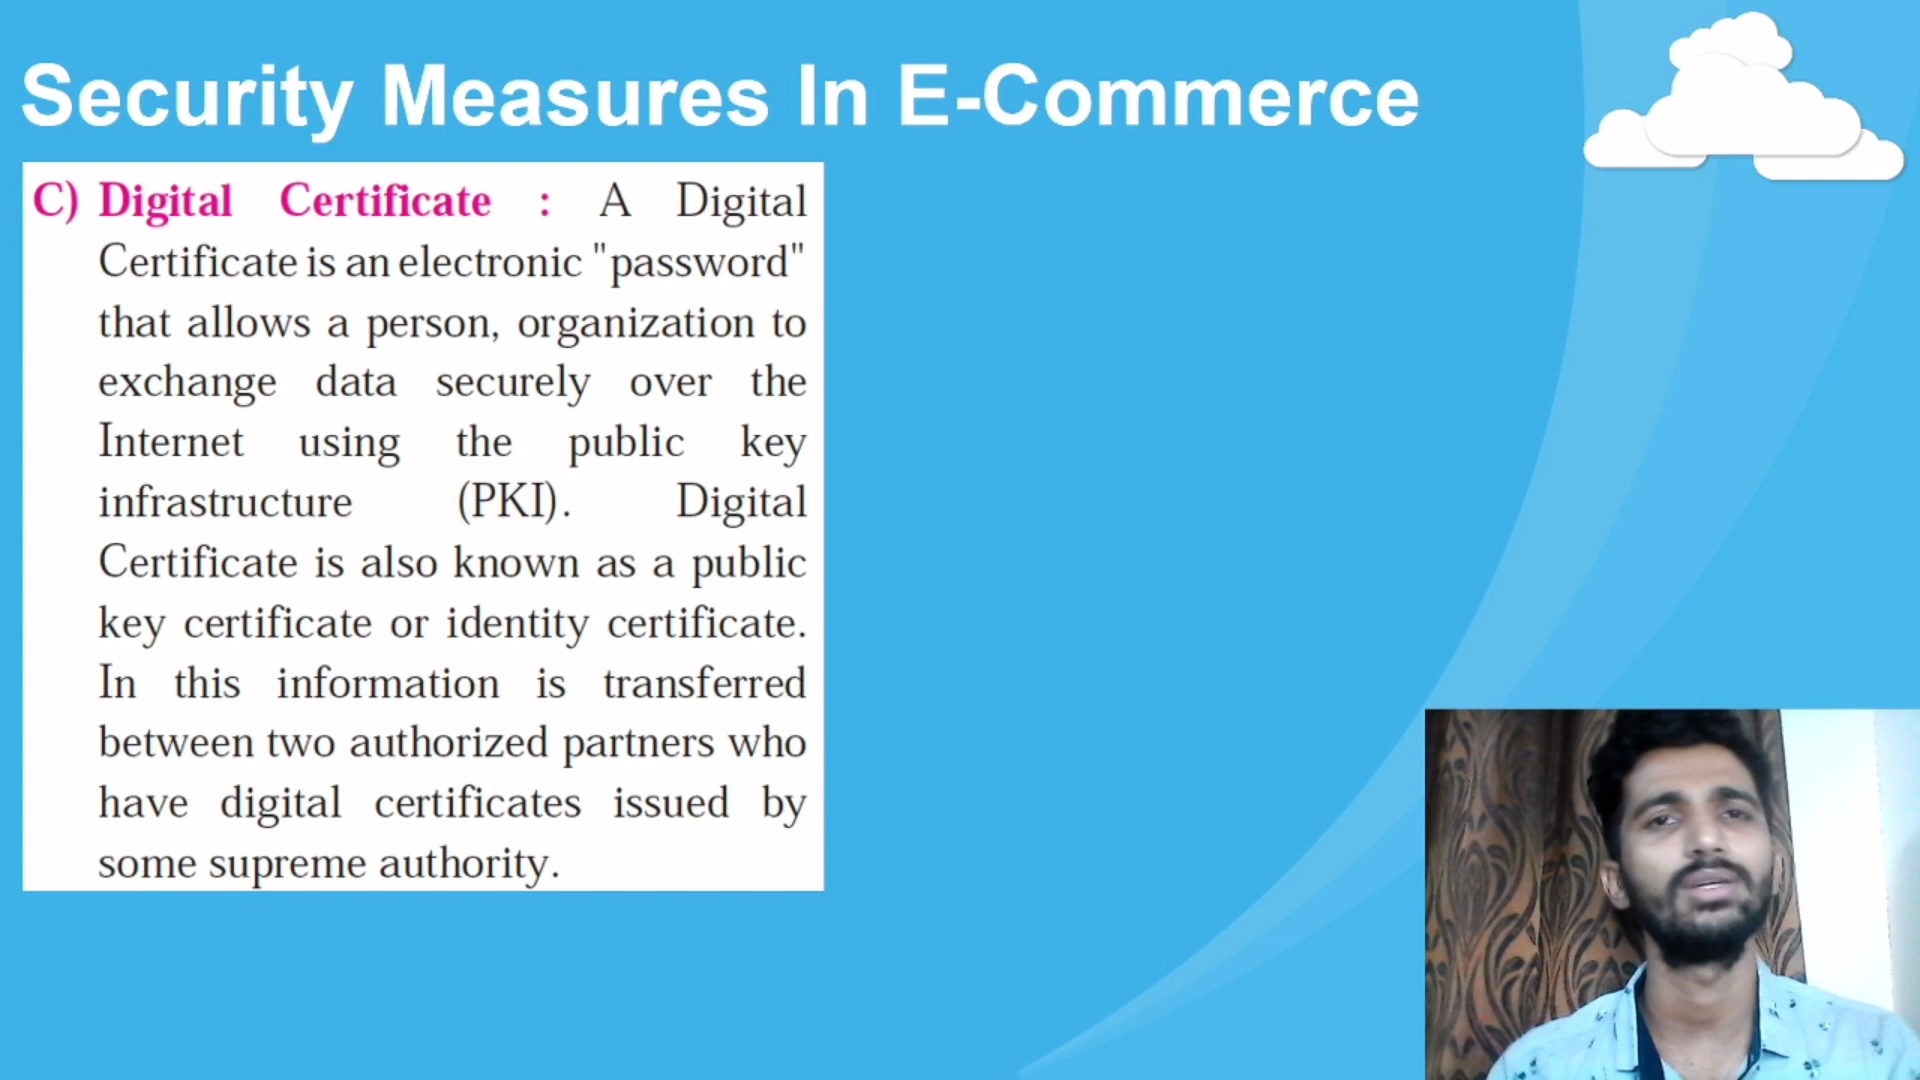 Security Measures In E-Commerce
C) Digital Certificate : A Digital
Certificate is an electronic "password"
that allows a person, organization to
exchange data securely over the
Internet using the public key
infrastructure (PKI). Digital
Certificate is also known as a public
key certificate or identity certificate.
In this information is transferred
between two authorized partners who
have digital certificates issued by
some supreme authority.